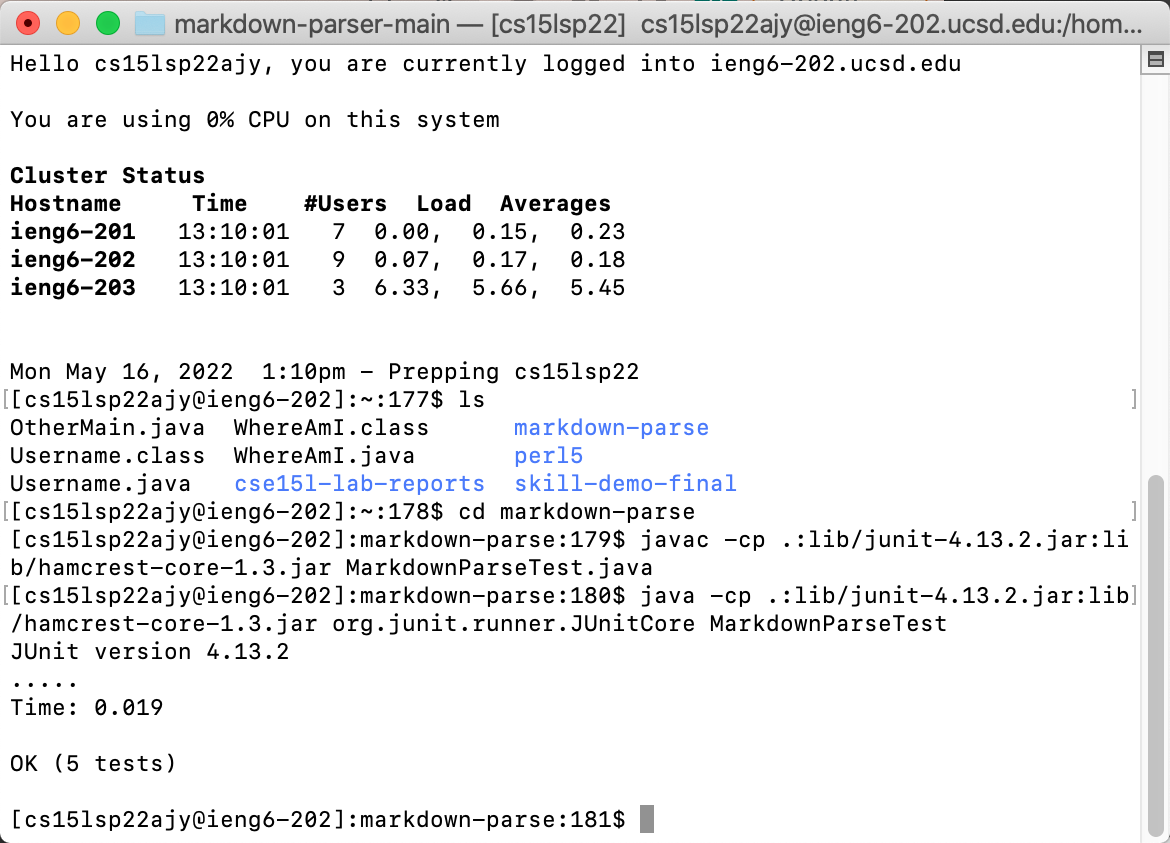 markdown-parser-main — [cs15lsp22]  cs15lsp22ajy@ieng6-202.ucsd.edu:/hom...
Hello cs15lsp22ajy, you are currently logged into ieng6-202.ucsd.edu
You are using 0% CPU on this system
Cluster Status
Hostname     Time    #Users  Load  Averages
ieng6-201   13:10:01   7  0.00,  0.15,  0.23
ieng6-202   13:10:01   9  0.07,  0.17,  0.18
ieng6-203   13:10:01   3  6.33,  5.66,  5.45
Mon May 16, 2022  1:10pm - Prepping cs15lsp22
[[cs15lsp22ajy@ieng6-202]:~:177$ ls ]
OtherMain.java  WhereAmI.class      markdown-parse
Username.class  WhereAmI.java       perl5
Username.java   cse15l-lab-reports  skill-demo-final
[[cs15lsp22ajy@ieng6-202]:~:178$ cd markdown-parse ]
[cs15lsp22ajy@ieng6-202]:markdown-parse:179$ javac -cp .:lib/junit-4.13.2.jar:li
b/hamcrest-core-1.3.jar MarkdownParseTest.java
[[cs15lsp22ajy@ieng6-202]:markdown-parse:180$ java -cp .:lib/junit-4.13.2.jar:lib]
/hamcrest-core-1.3.jar org.junit.runner.JUnitCore MarkdownParseTest
JUnit version 4.13.2
.....
Time: 0.019
OK (5 tests)
[cs15lsp22ajy@ieng6-202]:markdown-parse:181$